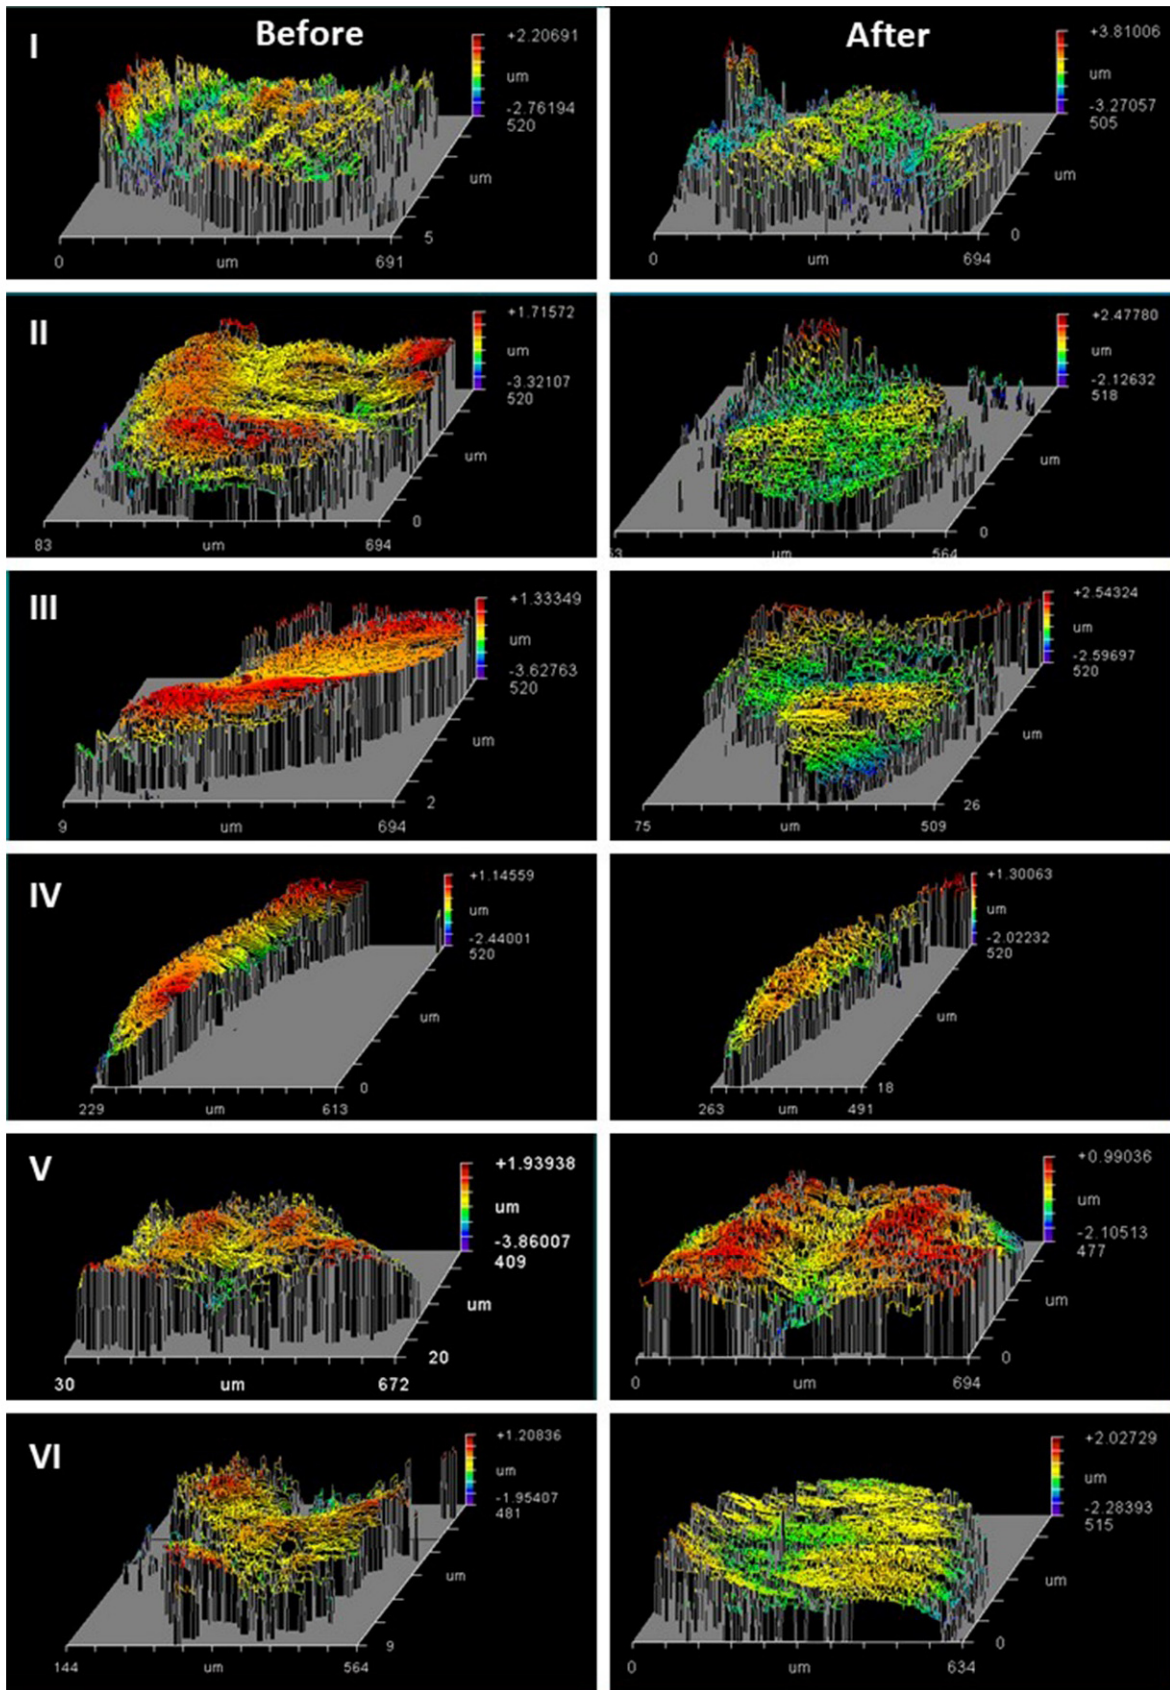 I
Before
+2.20691
um
-2.76194
520
um
5
0 um 691
After
+3.81006
um
-3.27057
505
um
0
0 um 694
II
+1.71572
um
-3.32107
520
um
0
83 um 694
+2.47780
um
-2.12632
518
um
0
53 um 564
III
+1.33349
um
-3.62763
520
um
2
9 um 694
+2.54324
um
-2.59697
520
um
26
75 um 509
IV
+1.14559
um
-2.44001
520
um
0
229 um 613
+1.30063
um
-2.02232
520
um
18
263 um 491
V
+1.93938
um
-3.86007
409
um
20
30 um 672
+0.99036
um
-2.10513
477
um
0
0 um 694
VI
+1.20836
um
-1.95407
481
um
9
144 um 564
+2.02729
um
-2.28393
515
um
0
0 um 634